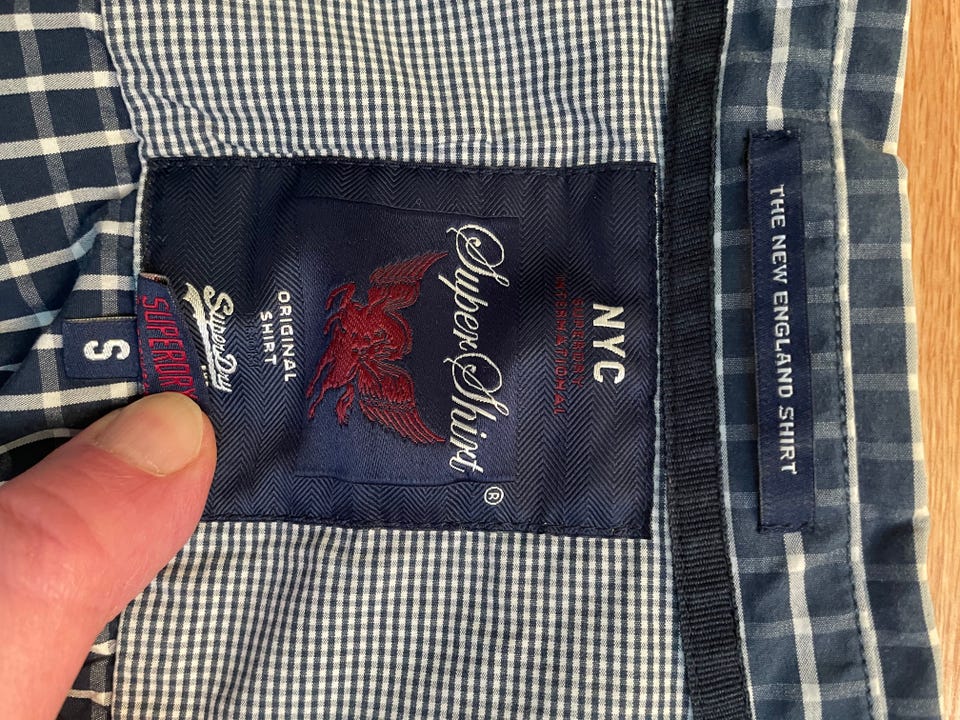 THE NEW ENGLAND SHIRT
NYC
SUPERDRY
INTERNATIONAL
Super Shirt ®
ORIGINAL
SHIRT
SuperDry
SUPERDRY
S